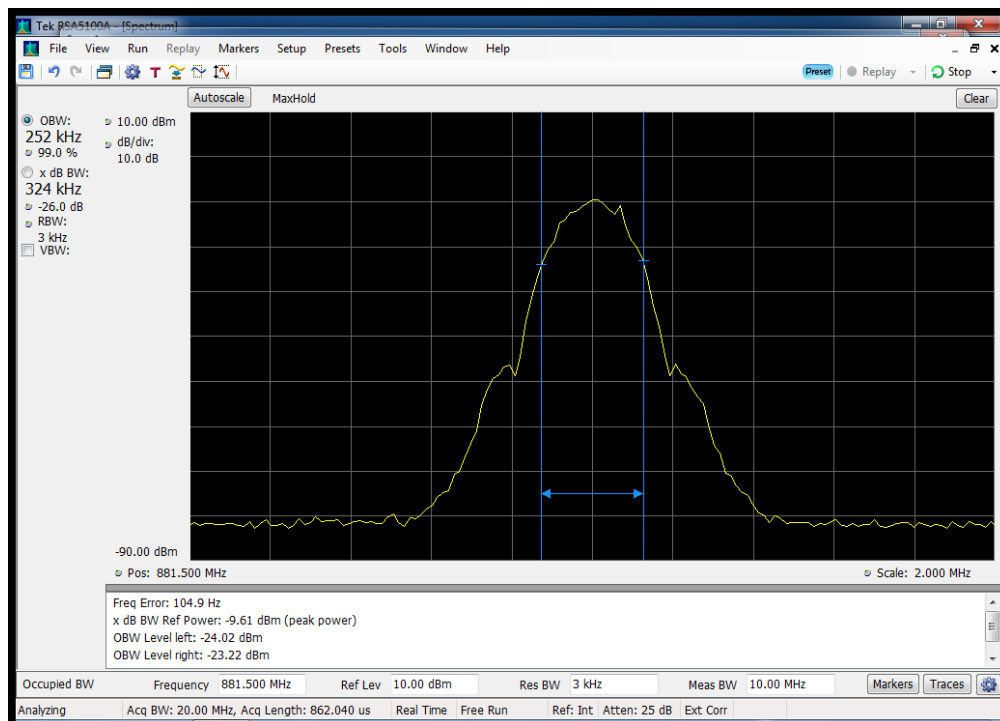 Tek RSA5100A - [Spectrum]
File View Run Replay Markers Setup Presets Tools Window Help
T Preset Replay Stop
Autoscale MaxHold Clear
OBW:
252 kHz
99.0 %
x dB BW:
324 kHz
-26.0 dB
RBW:
3 kHz
VBW:
10.00 dBm
dB/div:
10.0 dB
-90.00 dBm
Pos: 881.500 MHz Scale: 2.000 MHz
Freq Error: 104.9 Hz
x dB BW Ref Power: -9.61 dBm (peak power)
OBW Level left: -24.02 dBm
OBW Level right: -23.22 dBm
Occupied BW Frequency 881.500 MHz Ref Lev 10.00 dBm Res BW 3 kHz Meas BW 10.00 MHz Markers Traces
Analyzing Acq BW: 20.00 MHz, Acq Length: 862.040 us Real Time Free Run Ref: Int Atten: 25 dB Ext Corr